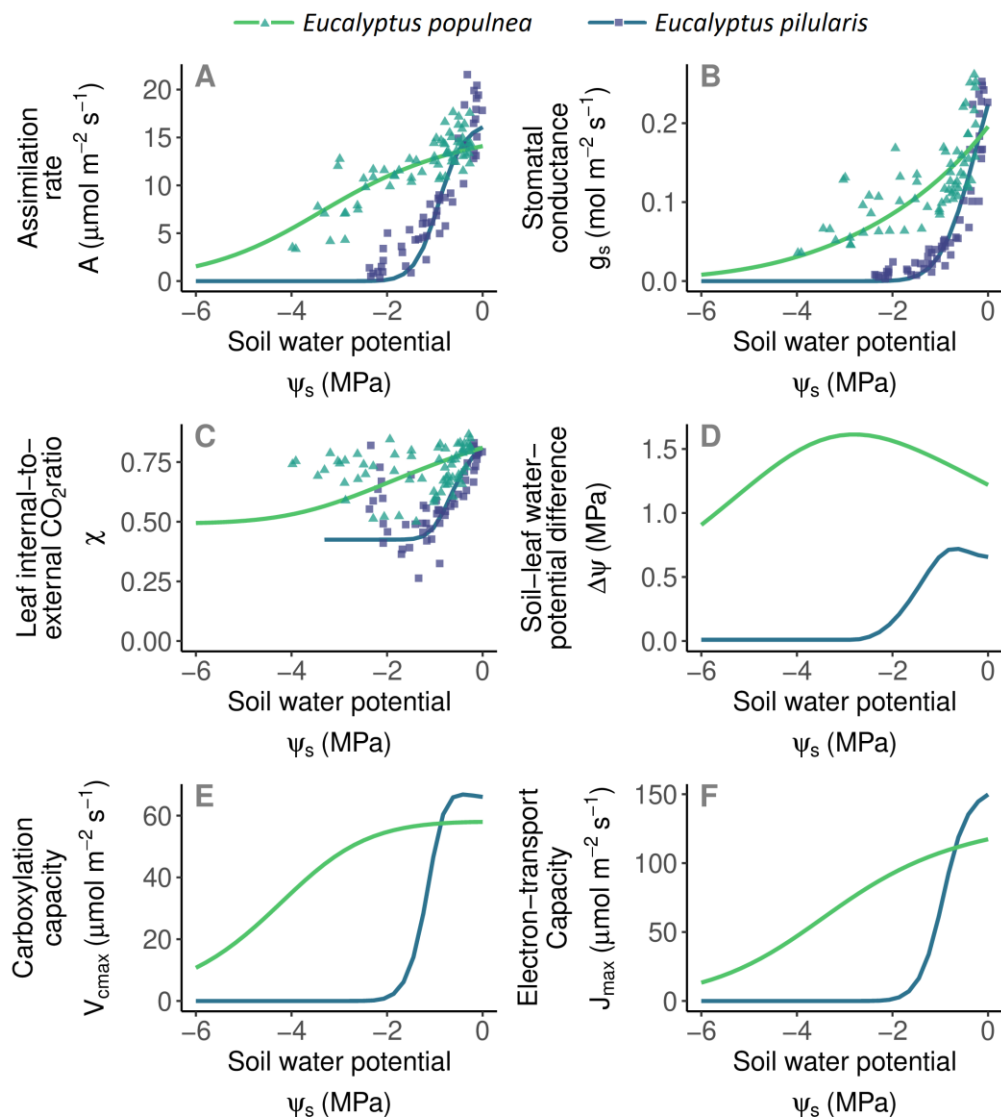 Eucalyptus populnea Eucalyptus pilularis
A
Assimilation
rate
A (μmol m⁻² s⁻¹)
20
15
10
5
0
−6 −4 −2 0
Soil water potential
ψs (MPa)
B
Stomatal
conductance
gs (mol m⁻² s⁻¹)
0.2
0.1
0.0
−6 −4 −2 0
Soil water potential
ψs (MPa)
C
Leaf internal-to-
external CO₂ratio
χ
0.75
0.50
0.25
0.00
−6 −4 −2 0
Soil water potential
ψs (MPa)
D
Soil−leaf water−
potential difference
Δψ (MPa)
1.5
1.0
0.5
0.0
−6 −4 −2 0
Soil water potential
ψs (MPa)
E
Carboxylation
capacity
Vcmax (μmol m⁻² s⁻¹)
60
40
20
0
−6 −4 −2 0
Soil water potential
ψs (MPa)
F
Electron−transport
Capacity
Jmax (μmol m⁻² s⁻¹)
150
100
50
0
−6 −4 −2 0
Soil water potential
ψs (MPa)